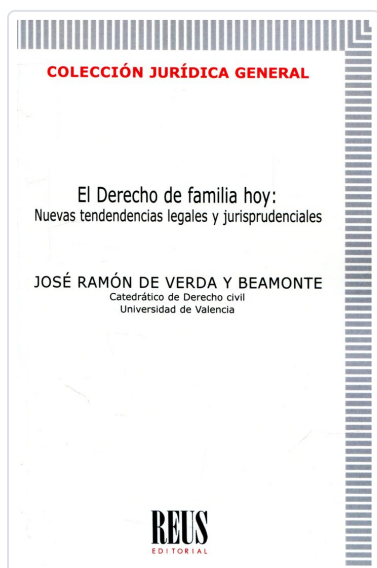 COLECCIÓN JURÍDICA GENERAL
El Derecho de familia hoy:
Nuevas tendendencias legales y jurisprudenciales
JOSÉ RAMÓN DE VERDA Y BEAMONTE
Catedrático de Derecho civil
Universidad de Valencia
REUS
EDITORIAL